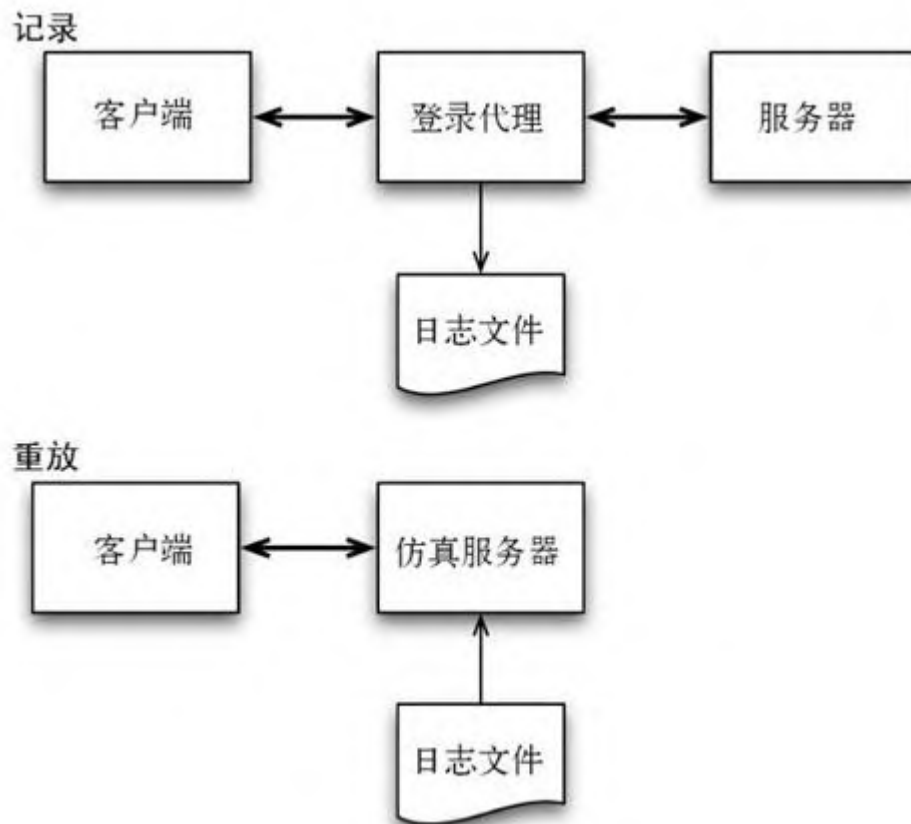 记录
客户端
登录代理
服务器
日志文件
重放
客户端
仿真服务器
日志文件